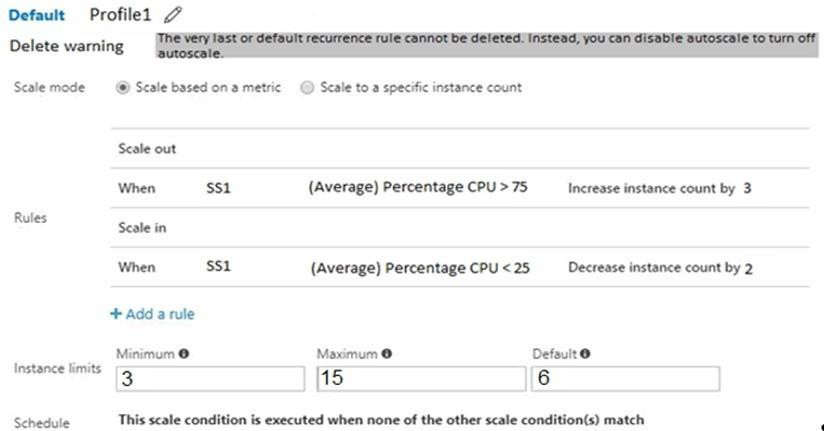 Default Profile1
Delete warning
The very last or default recurrence rule cannot be deleted. Instead, you can disable autoscale to turn off
autoscale.
Scale mode Scale based on a metric Scale to a specific instance count
Scale out
When SS1 (Average) Percentage CPU > 75 Increase instance count by 3
Rules
Scale in
When SS1 (Average) Percentage CPU < 25 Decrease instance count by 2
+ Add a rule
Minimum Maximum Default
Instance limits 3 15 6
Schedule This scale condition is executed when none of the other scale condition(s) match